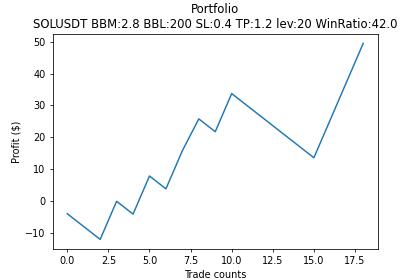 Portfolio
SOLUSDT BBM:2.8 BBL:200 SL:0.4 TP:1.2 lev:20 WinRatio:42.0
50
40
30
20
10
0
−10
Profit ($)
0.0 2.5 5.0 7.5 10.0 12.5 15.0 17.5
Trade counts